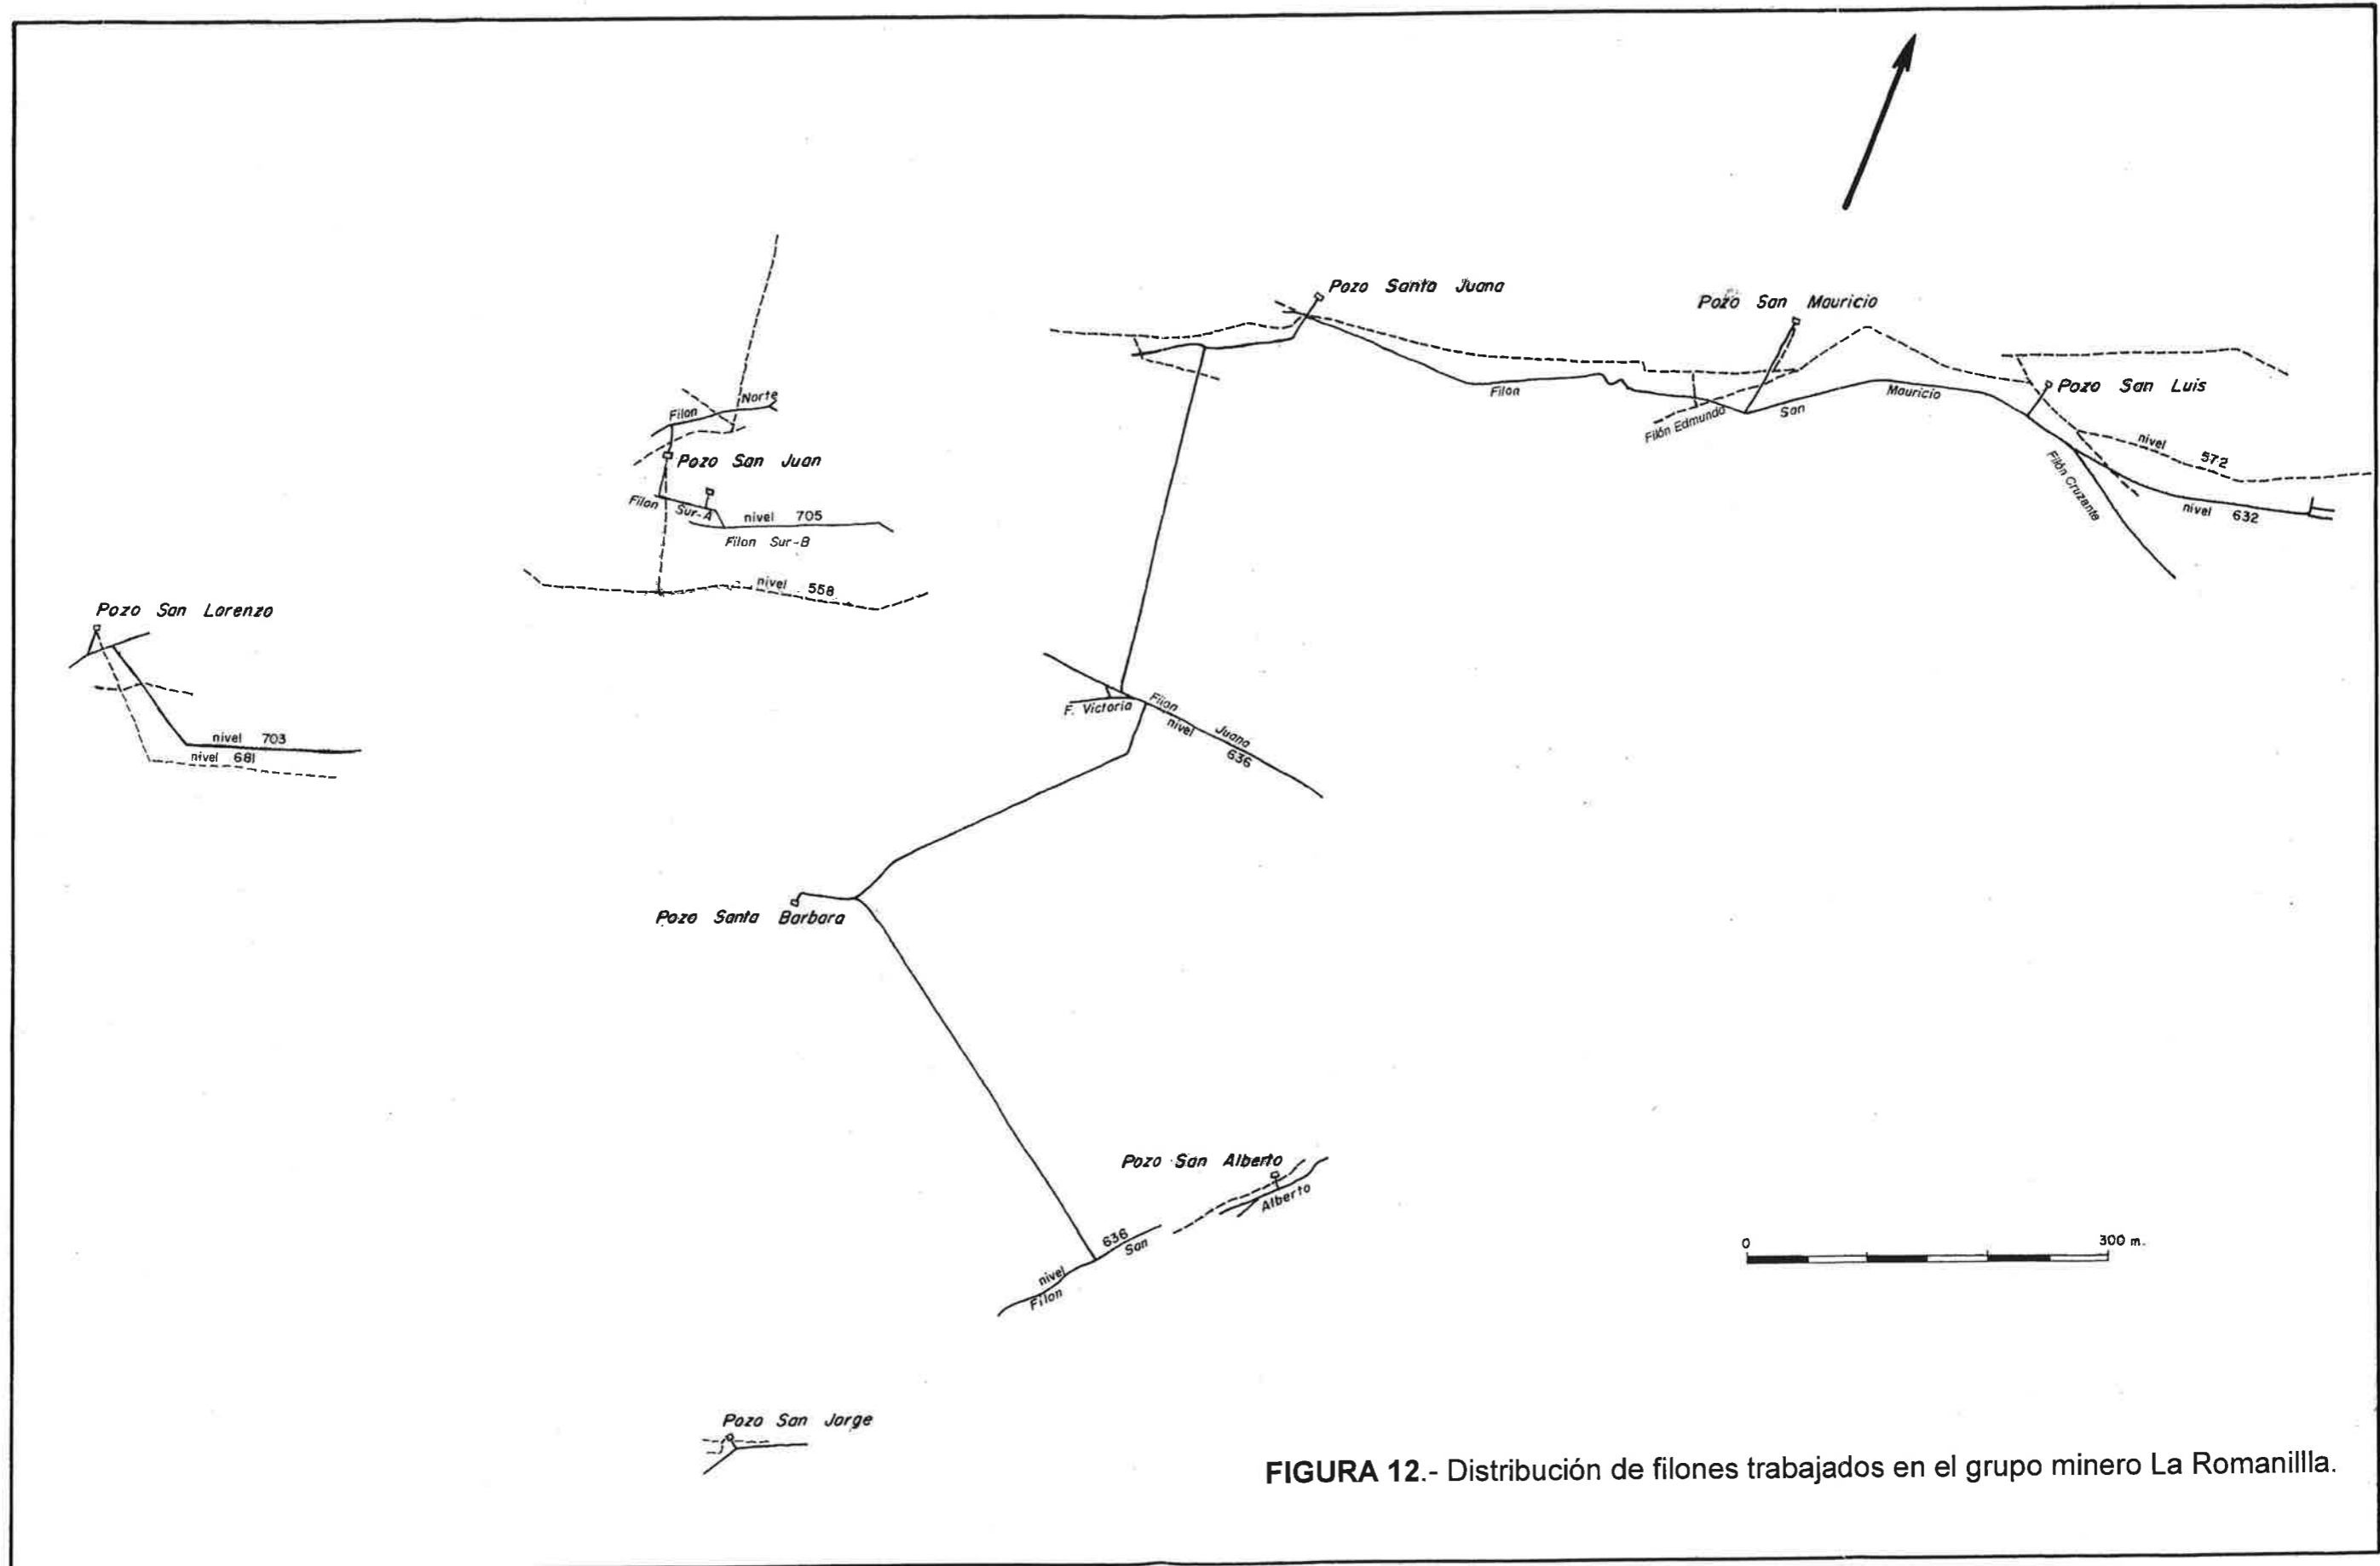 Pozo Santa Juana
Pozo San Mauricio
Pozo San Luis
Filon San Mauricio
Filón Edmundo
Filón Cruzante
nivel 572
nivel 632
Filon Norte
Pozo San Juan
Filon Sur-A
nivel 705
Filon Sur-B
nivel 558
Pozo San Lorenzo
nivel 703
nivel 681
F. Victoria
Filon Juana
nivel 636
Pozo Santa Barbara
Pozo San Alberto
nivel 636
Filon San Alberto
0 300 m.
Pozo San Jorge
FIGURA 12.- Distribución de filones trabajados en el grupo minero La Romanillla.